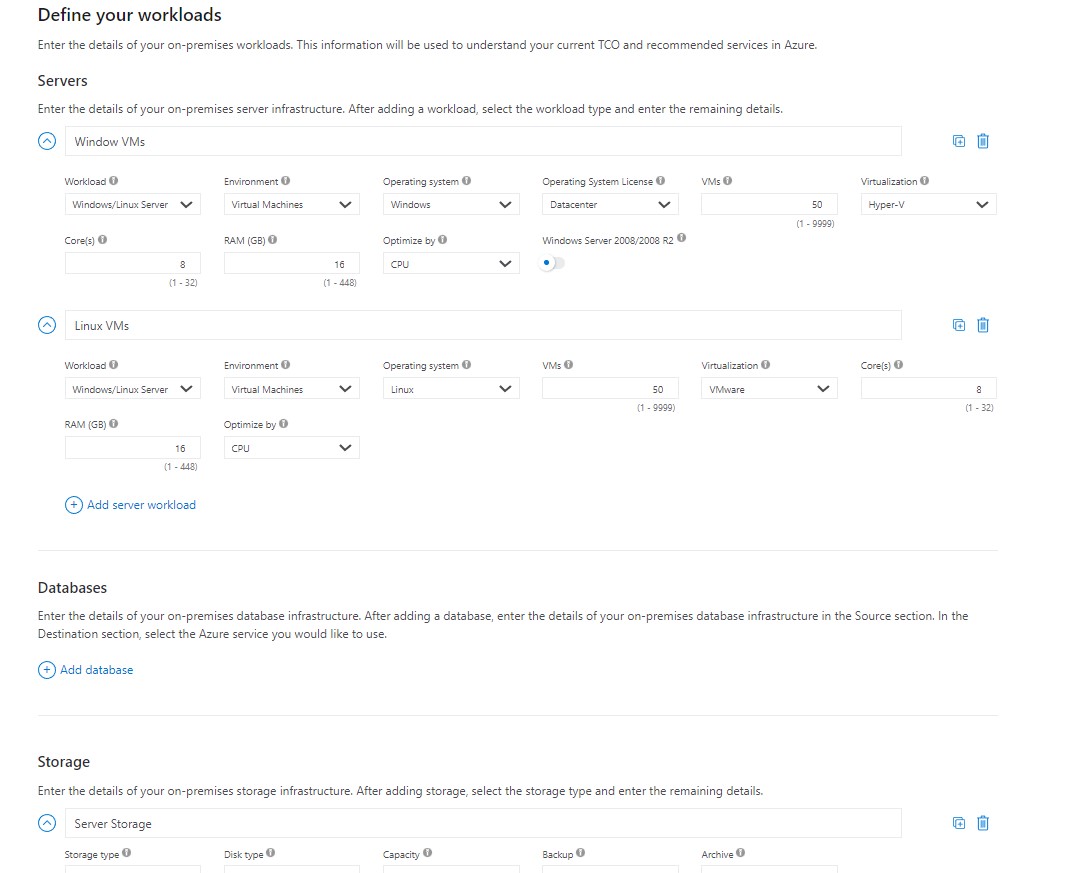 Define your workloads
Enter the details of your on-premises workloads. This information will be used to understand your current TCO and recommended services in Azure.
Servers
Enter the details of your on-premises server infrastructure. After adding a workload, select the workload type and enter the remaining details.
Window VMs
Workload Environment Operating system Operating System License VMs Virtualization
Windows/Linux Server Virtual Machines Windows Datacenter 50 Hyper-V
(1 - 9999)
Core(s) RAM (GB) Optimize by Windows Server 2008/2008 R2
8 16 CPU
(1 - 32) (1 - 448)
Linux VMs
Workload Environment Operating system VMs Virtualization Core(s)
Windows/Linux Server Virtual Machines Linux 50 VMware 8
(1 - 9999) (1 - 32)
RAM (GB) Optimize by
16 CPU
(1 - 448)
Add server workload
Databases
Enter the details of your on-premises database infrastructure. After adding a database, enter the details of your on-premises database infrastructure in the Source section. In the
Destination section, select the Azure service you would like to use.
Add database
Storage
Enter the details of your on-premises storage infrastructure. After adding storage, select the storage type and enter the remaining details.
Server Storage
Storage type Disk type Capacity Backup Archive